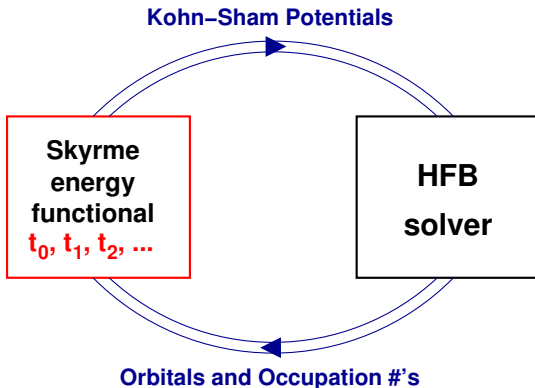 Kohn–Sham Potentials
Skyrme
energy
functional
t₀, t₁, t₂, ...
HFB
solver
Orbitals and Occupation #'s